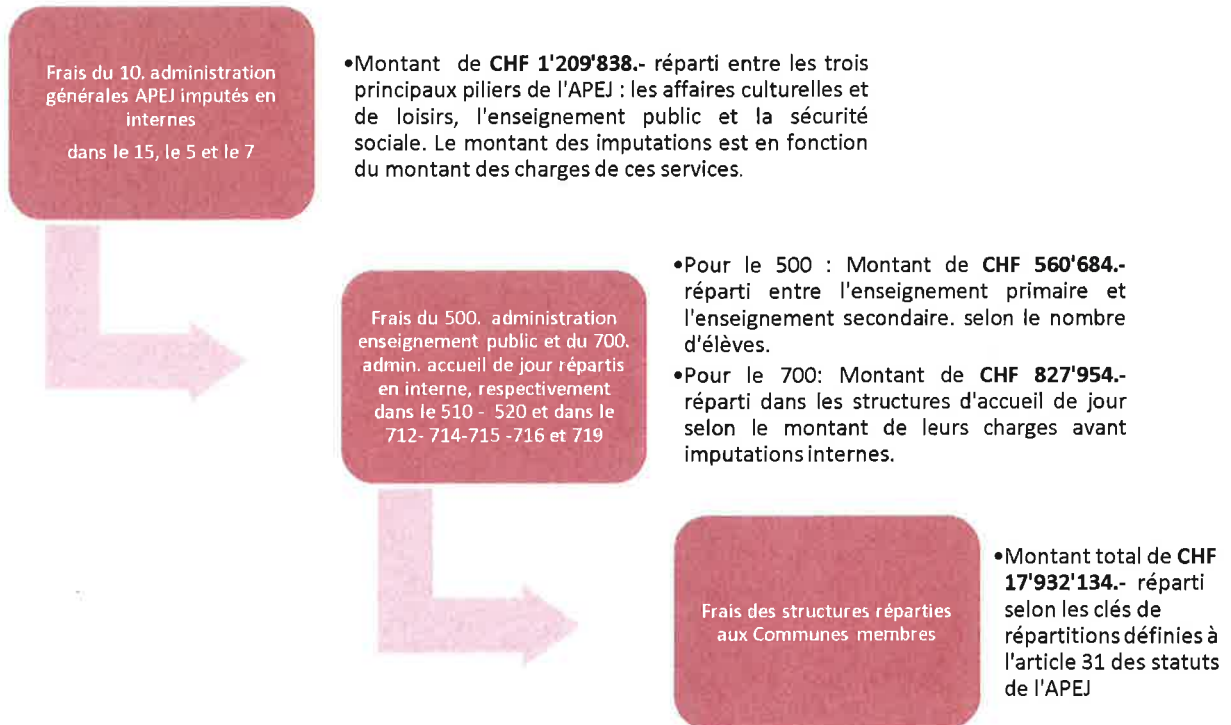 Frais du 10. administration
générales APEJ imputés en
internes
dans le 15, le 5 et le 7
•Montant de CHF 1'209'838.- réparti entre les trois
principaux piliers de l'APEJ : les affaires culturelles et
de loisirs, l'enseignement public et la sécurité
sociale. Le montant des imputations est en fonction
du montant des charges de ces services.
Frais du 500. administration
enseignement public et du 700.
admin. accueil de jour répartis
en interne, respectivement
dans le 510 - 520 et dans le
712- 714-715 -716 et 719
•Pour le 500 : Montant de CHF 560'684.-
réparti entre l'enseignement primaire et
l'enseignement secondaire. selon le nombre
d'élèves.
•Pour le 700: Montant de CHF 827'954.-
réparti dans les structures d'accueil de jour
selon le montant de leurs charges avant
imputations internes.
Frais des structures réparties
aux Communes membres
•Montant total de CHF
17'932'134.- réparti
selon les clés de
répartitions définies à
l'article 31 des statuts
de l'APEJ